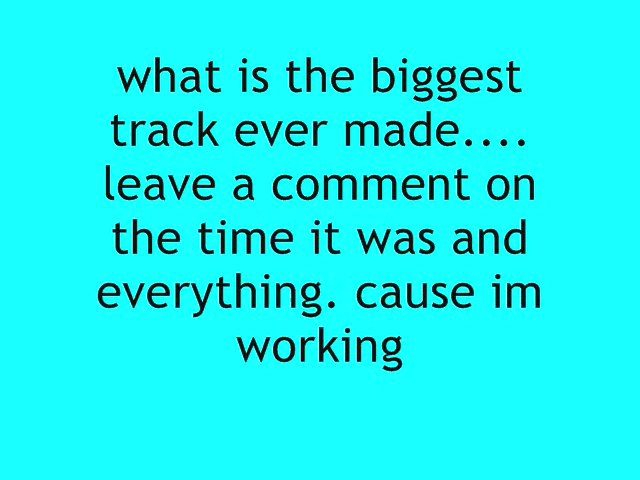 what is the biggest
track ever made....
leave a comment on
the time it was and
everything. cause im
working